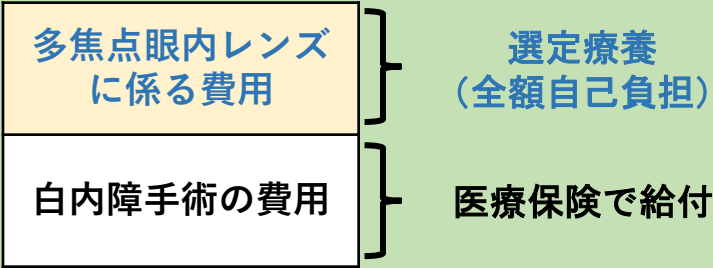 多焦点眼内レンズ
に係る費用
選定療養
（全額自己負担）
白内障手術の費用
医療保険で給付